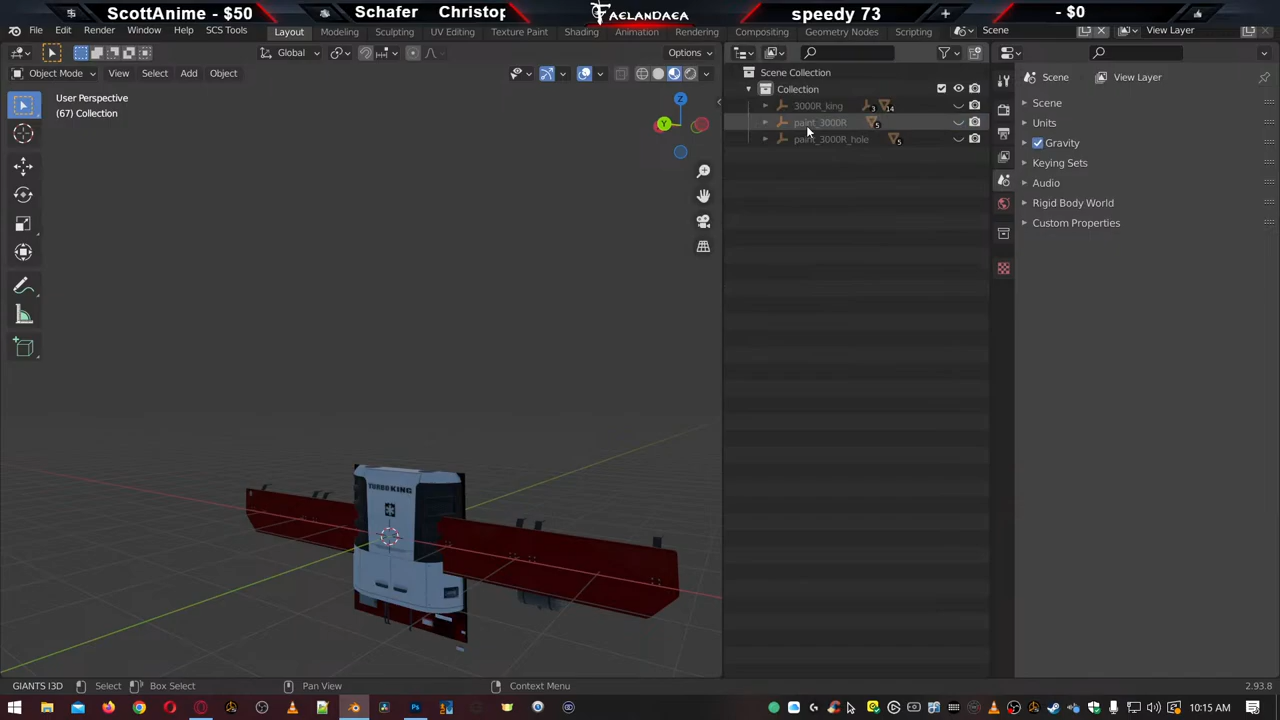 ScottAnime - $50
Schafer Christop
FAELANDAEA
speedy 73
- $0
File Edit Render Window Help SCS Tools
Layout Modeling Sculpting UV Editing Texture Paint Shading Animation Rendering Compositing Geometry Nodes Scripting
Scene
View Layer
Global
Options
Object Mode View Select Add Object
User Perspective
(67) Collection
Z
Y
TURBO KING
Scene Collection
Collection
3000R_king 3 14
paint_3000R 5
paint_3000R_hole 5
Scene View Layer
Scene
Units
Gravity
Keying Sets
Audio
Rigid Body World
Custom Properties
GIANTS I3D Select Box Select Pan View Context Menu 2.93.8
10:15 AM